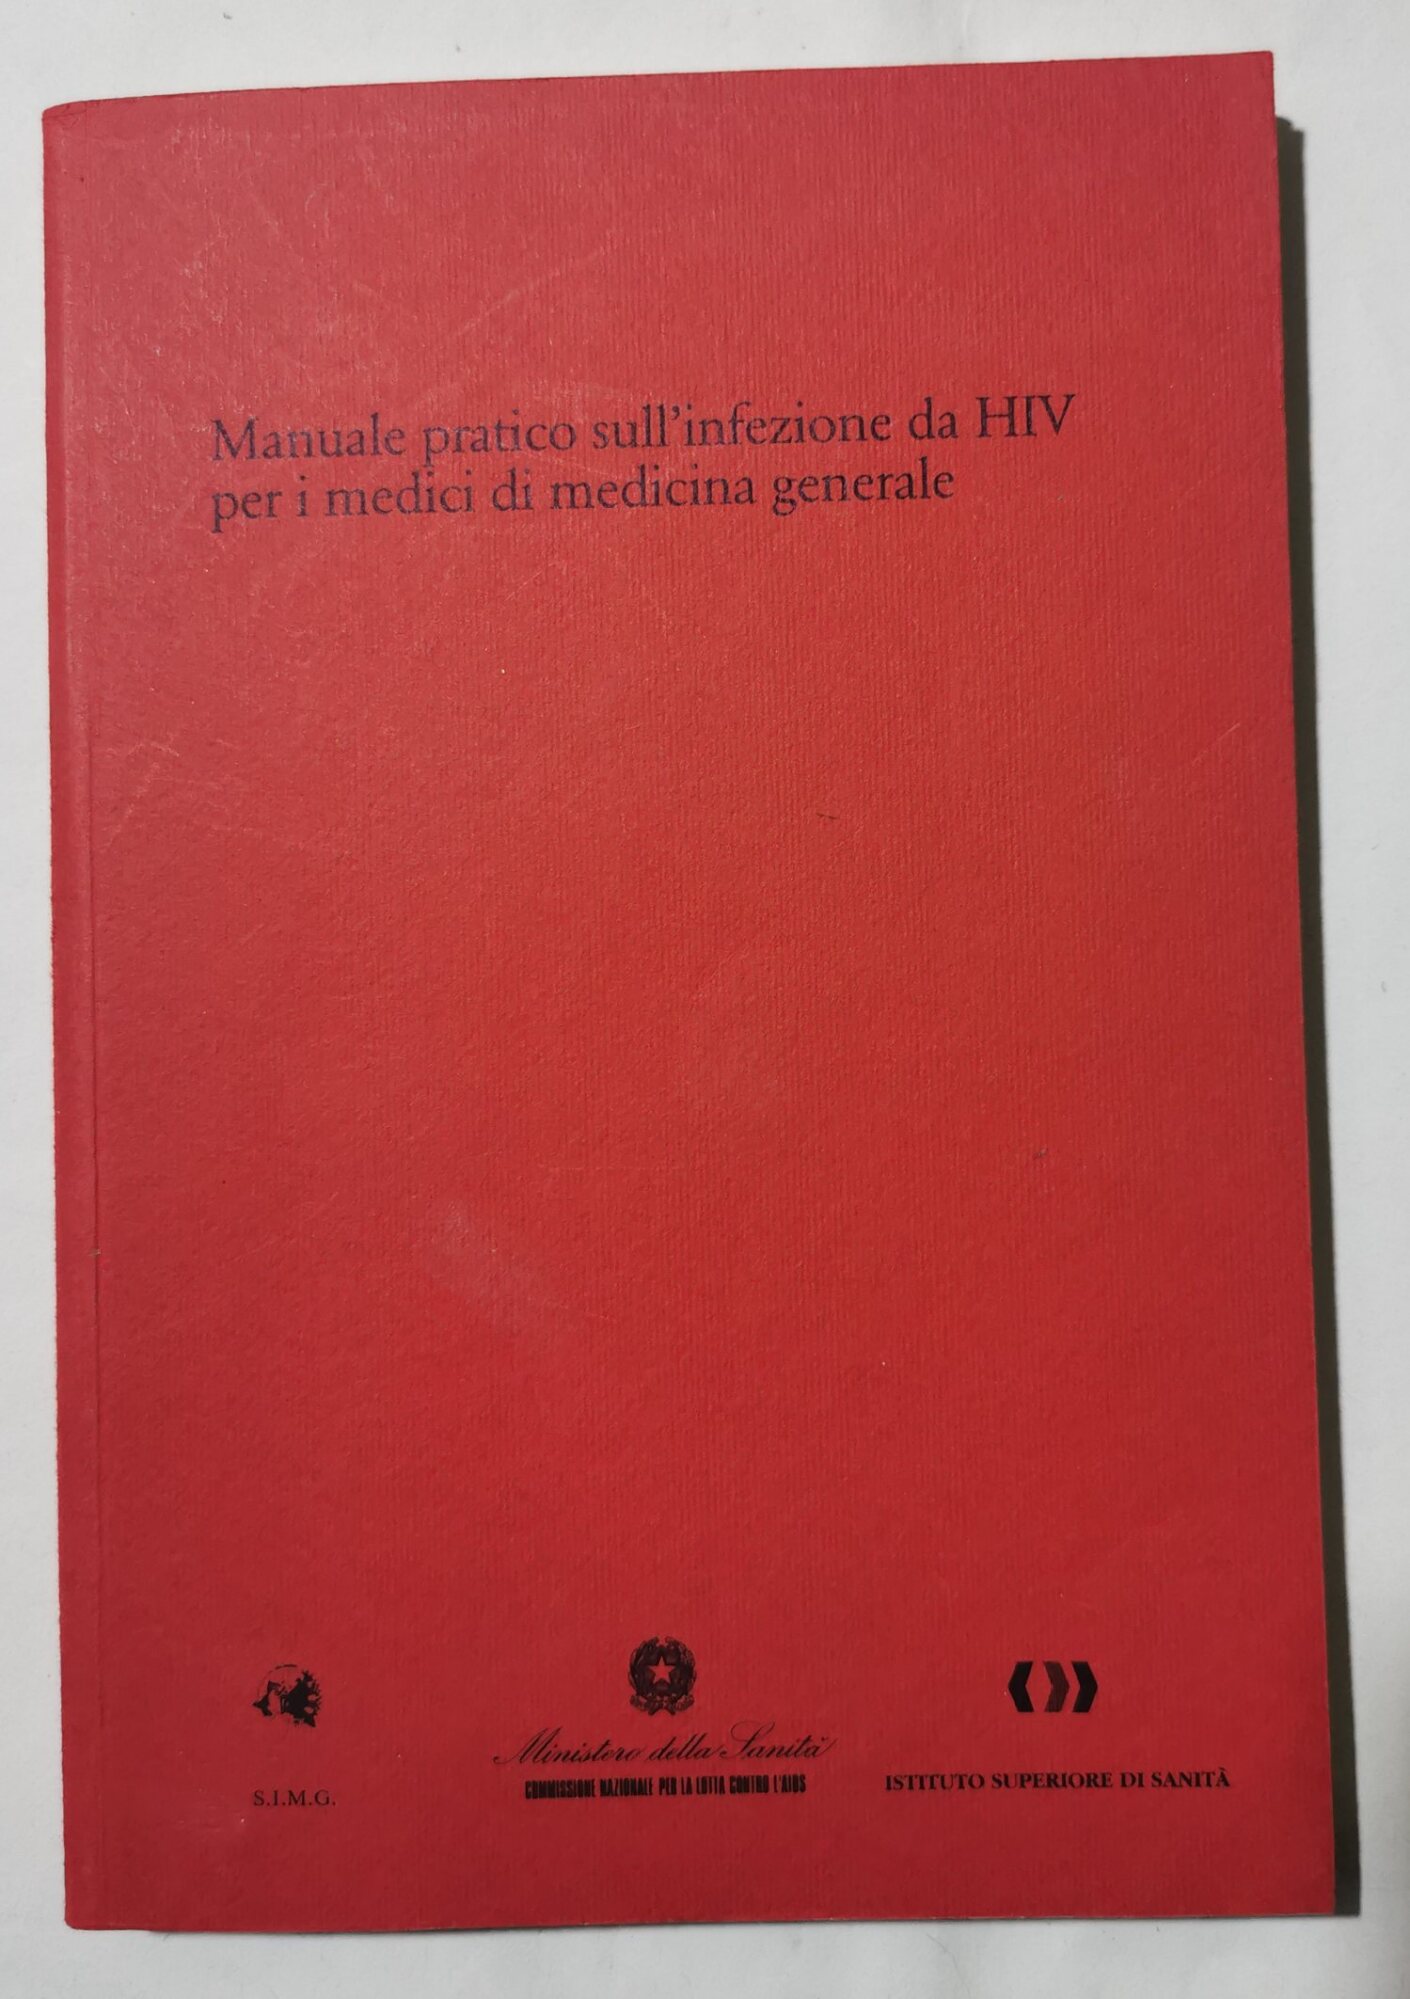 Manuale pratico sull'infezione da HIV
per i medici di medicina generale
S.I.M.G.
Ministero della Sanità
COMMISSIONE NAZIONALE PER LA LOTTA CONTRO L'AIDS
ISTITUTO SUPERIORE DI SANITÀ